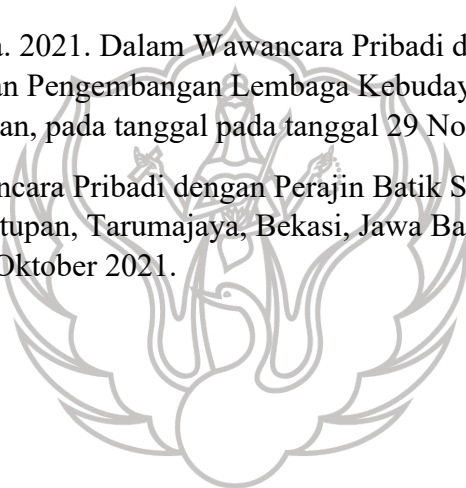 a. 2021. Dalam Wawancara Pribadi d
an Pengembangan Lembaga Kebuday
an, pada tanggal pada tanggal 29 No
ncara Pribadi dengan Perajin Batik S
tupan, Tarumajaya, Bekasi, Jawa Ba
Oktober 2021.